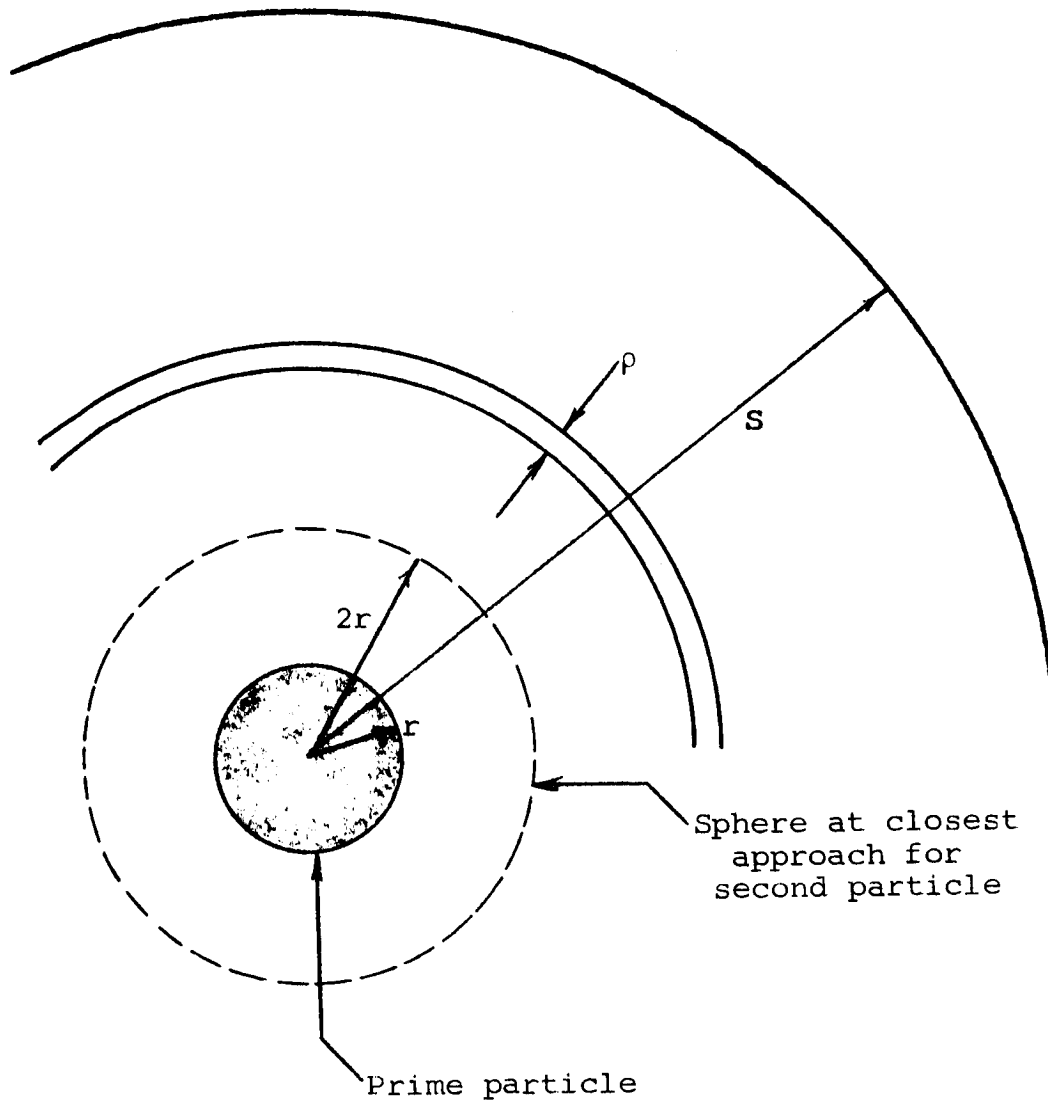 ρ
S
2r
r
Sphere at closest
approach for
second particle
Prime particle